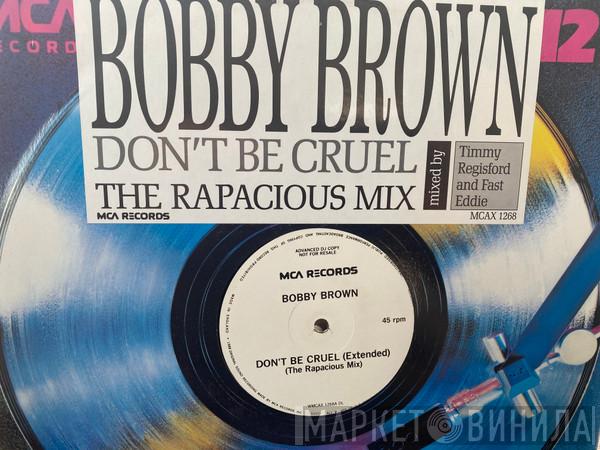 MCA
RECORDS
12
BOBBY BROWN
DON'T BE CRUEL
THE RAPACIOUS MIX
MCA RECORDS
mixed by
Timmy
Regisford
and Fast
Eddie
MCAX 1268
ADVANCED DJ COPY
NOT FOR RESALE
MCA RECORDS
BOBBY BROWN
45 rpm
DON'T BE CRUEL (Extended)
(The Rapacious Mix)
МАРКЕТ ВИНИЛА